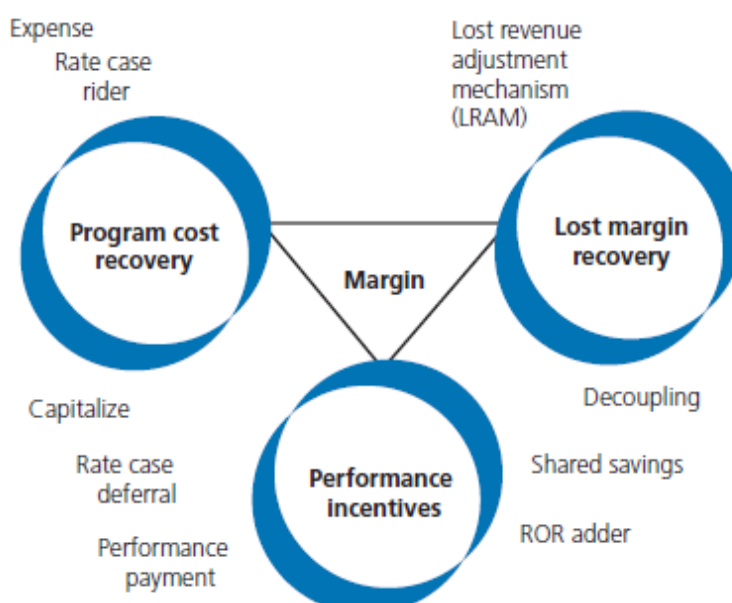 Expense
Rate case
rider
Lost revenue
adjustment
mechanism
(LRAM)
Program cost
recovery
Margin
Lost margin
recovery
Capitalize
Rate case
deferral
Performance
payment
Performance
incentives
Decoupling
Shared savings
ROR adder